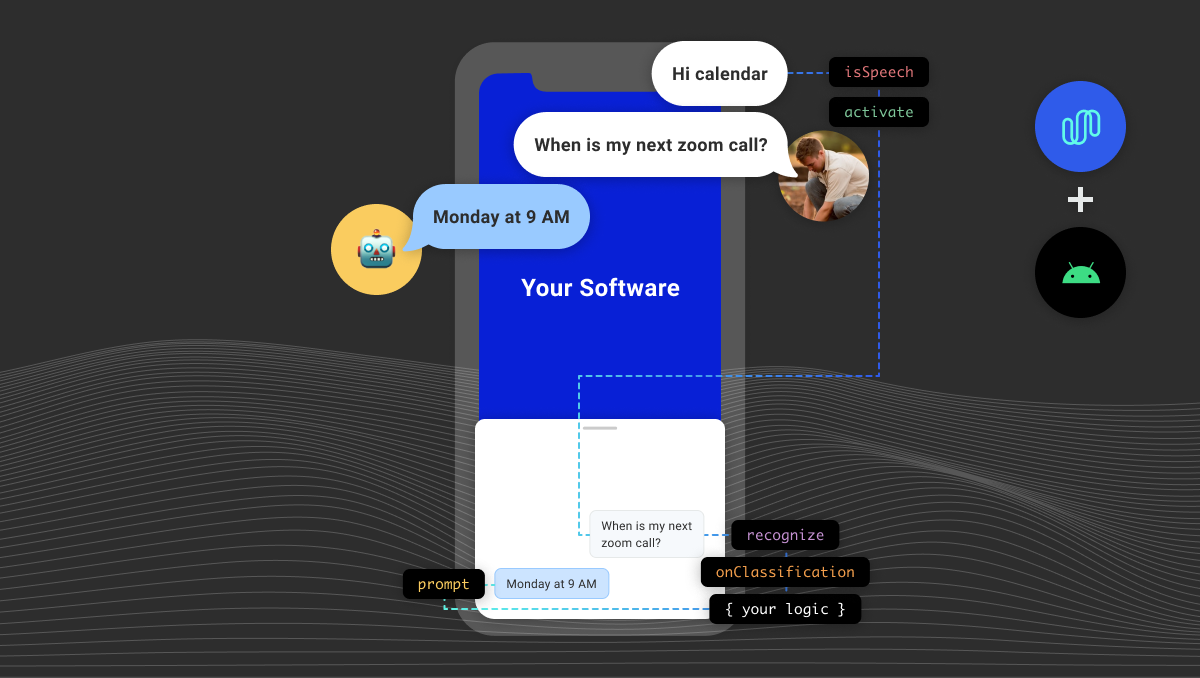 Hi calendar
isSpeech
activate
When is my next zoom call?
Monday at 9 AM
Your Software
When is my next
zoom call?
recognize
onClassification
prompt
Monday at 9 AM
{ your logic }